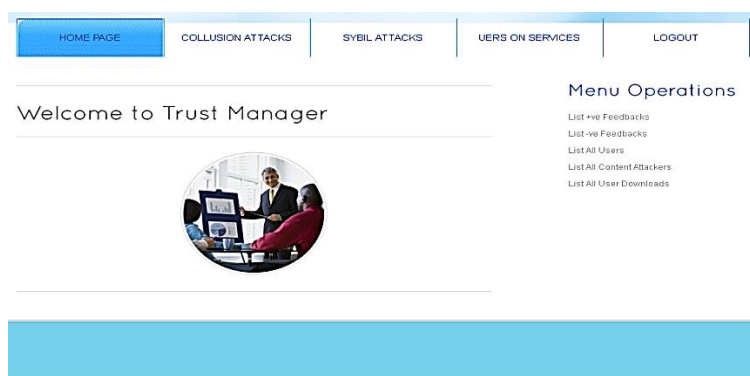 HOME PAGE COLLUSION ATTACKS SYBIL ATTACKS UERS ON SERVICES LOGOUT
Welcome to Trust Manager
Menu Operations
List +ve Feedbacks
List -ve Feedbacks
List All Users
List All Content Attackers
List All User Downloads